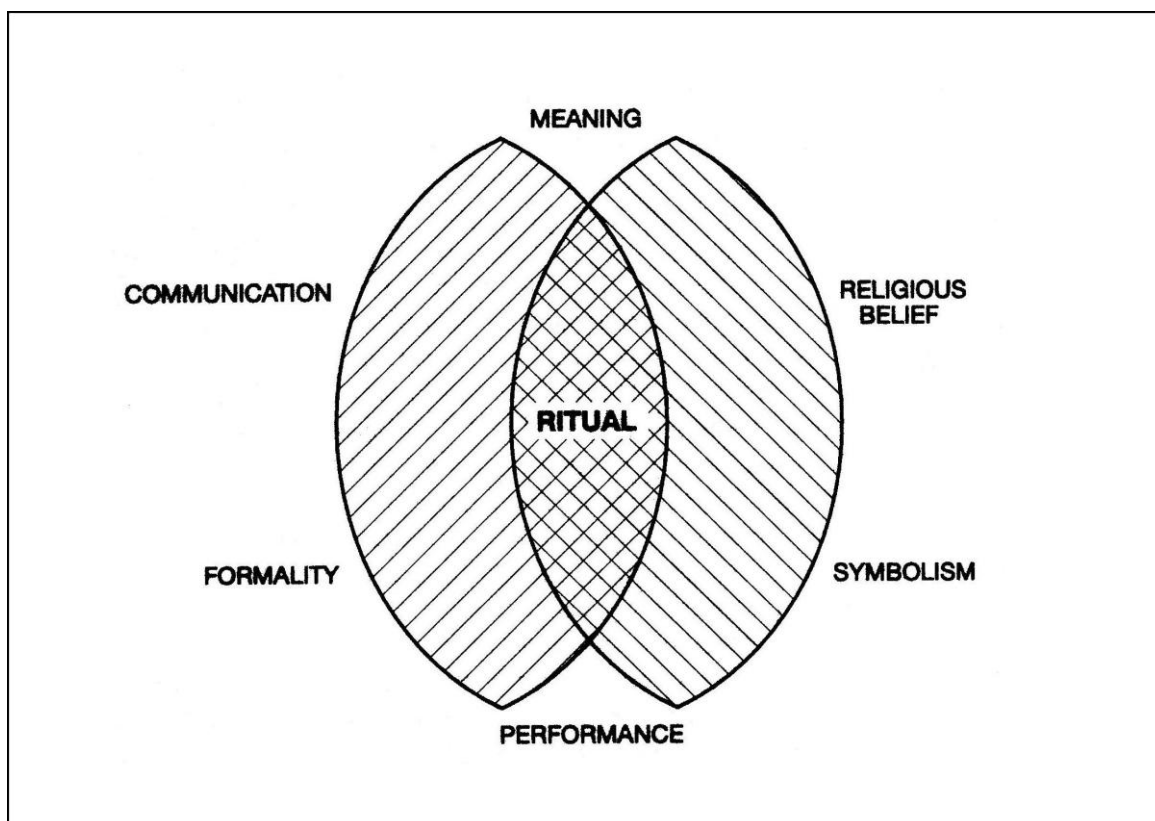 MEANING
COMMUNICATION
RELIGIOUS
BELIEF
RITUAL
FORMALITY
SYMBOLISM
PERFORMANCE